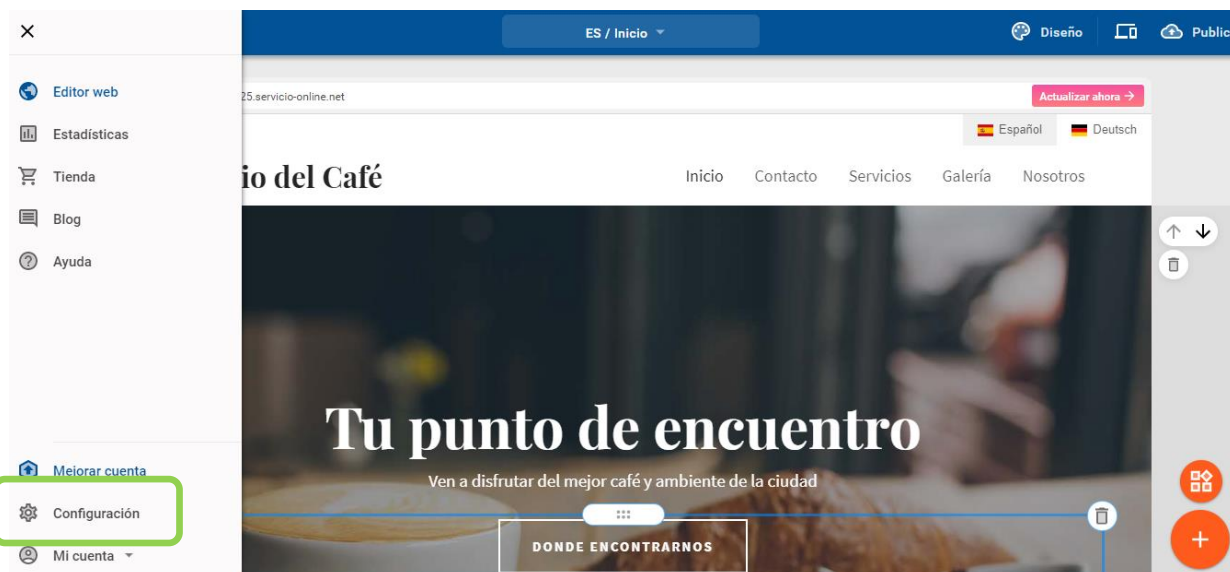 ES / Inicio
Diseño
Public
Editor web
Estadísticas
Tienda
Blog
Ayuda
Mejorar cuenta
Configuración
Mi cuenta
25.servicio-online.net
Actualizar ahora →
Español
Deutsch
io del Café
Inicio Contacto Servicios Galería Nosotros
Tu punto de encuentro
Ven a disfrutar del mejor café y ambiente de la ciudad
DONDE ENCONTRARNOS